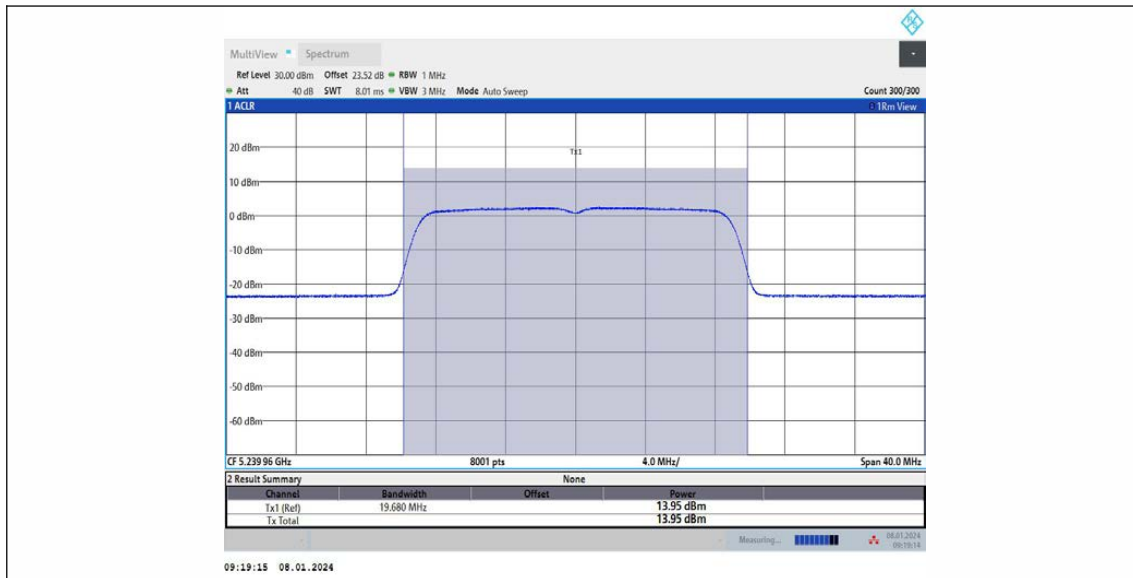 MultiView Spectrum
Ref Level 30.00 dBm Offset 23.52 dB RBW 1 MHz
Att 40 dB SWT 8.01 ms VBW 3 MHz Mode Auto Sweep Count 300/300
1 ACLR 1Rm View
Tx1
20 dBm
10 dBm
0 dBm
-10 dBm
-20 dBm
-30 dBm
-40 dBm
-50 dBm
-60 dBm
CF 5.239 96 GHz 8001 pts 4.0 MHz/ Span 40.0 MHz
2 Result Summary None
Channel Bandwidth Offset Power
Tx1 (Ref) 19.680 MHz 13.95 dBm
Tx Total 13.95 dBm
Measuring... 08.01.2024
09:19:14
09:19:15 08.01.2024